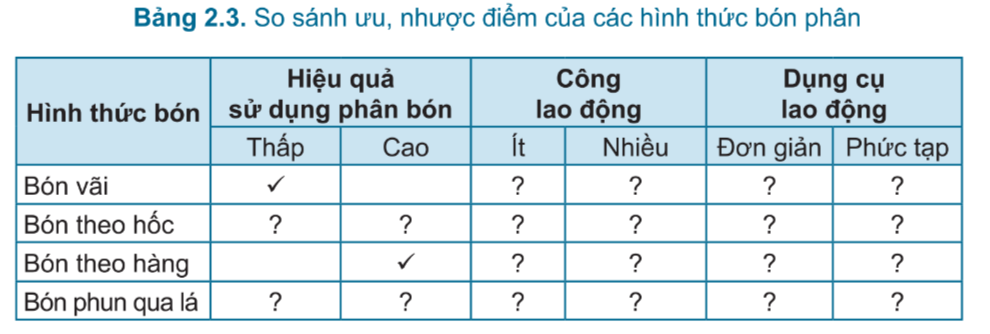 Bảng 2.3. So sánh ưu, nhược điểm của các hình thức bón phân
Hình thức bón | Hiệu quả sử dụng phân bón | Công lao động | Dụng cụ lao động
Thấp | Cao | Ít | Nhiều | Đơn giản | Phức tạp
Bón vãi | ✓ | | ? | ? | ? | ?
Bón theo hốc | ? | ? | ? | ? | ? | ?
Bón theo hàng | | ✓ | ? | ? | ? | ?
Bón phun qua lá | ? | ? | ? | ? | ? | ?